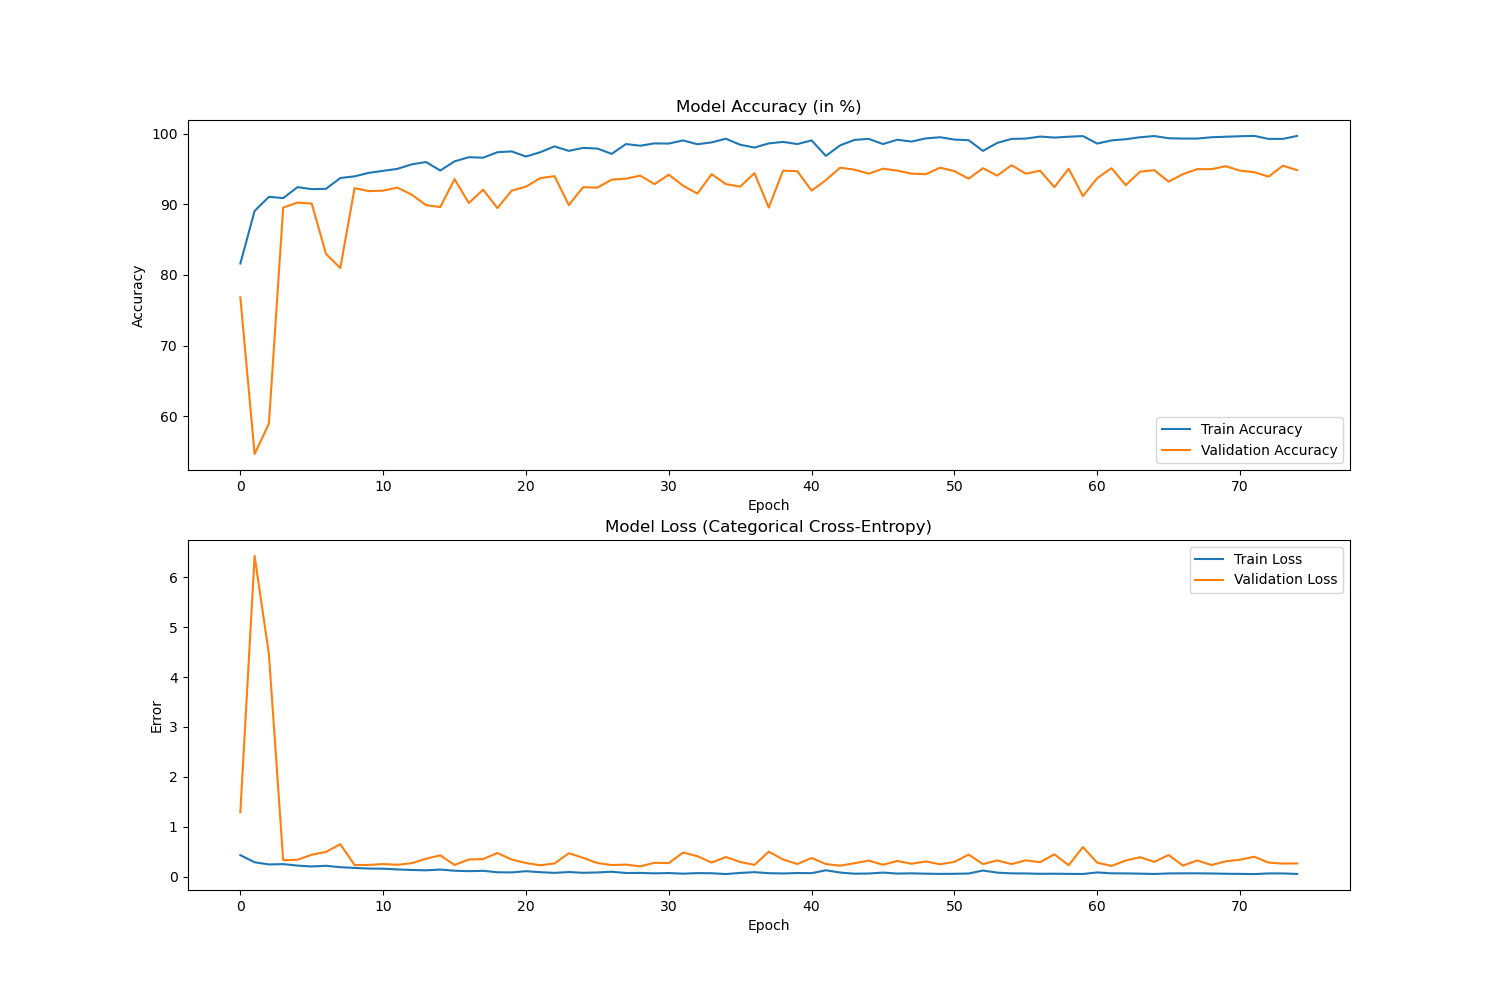 Model Accuracy (in %)
100
90
80
70
60
Accuracy
Train Accuracy
Validation Accuracy
0 10 20 30 40 50 60 70
Epoch
Model Loss (Categorical Cross-Entropy)
6
5
4
3
2
1
0
Error
Train Loss
Validation Loss
0 10 20 30 40 50 60 70
Epoch